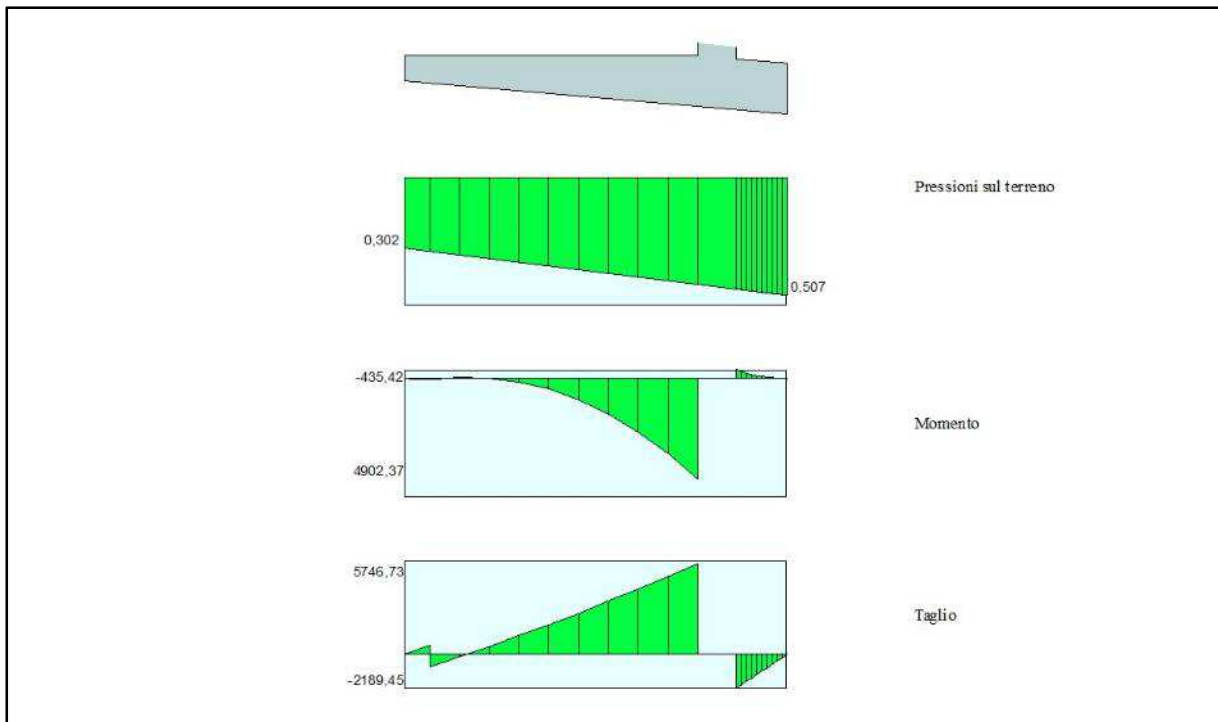 Pressioni sul terreno
0,302
0,507
-435,42
Momento
4902,37
5746,73
Taglio
-2189,45